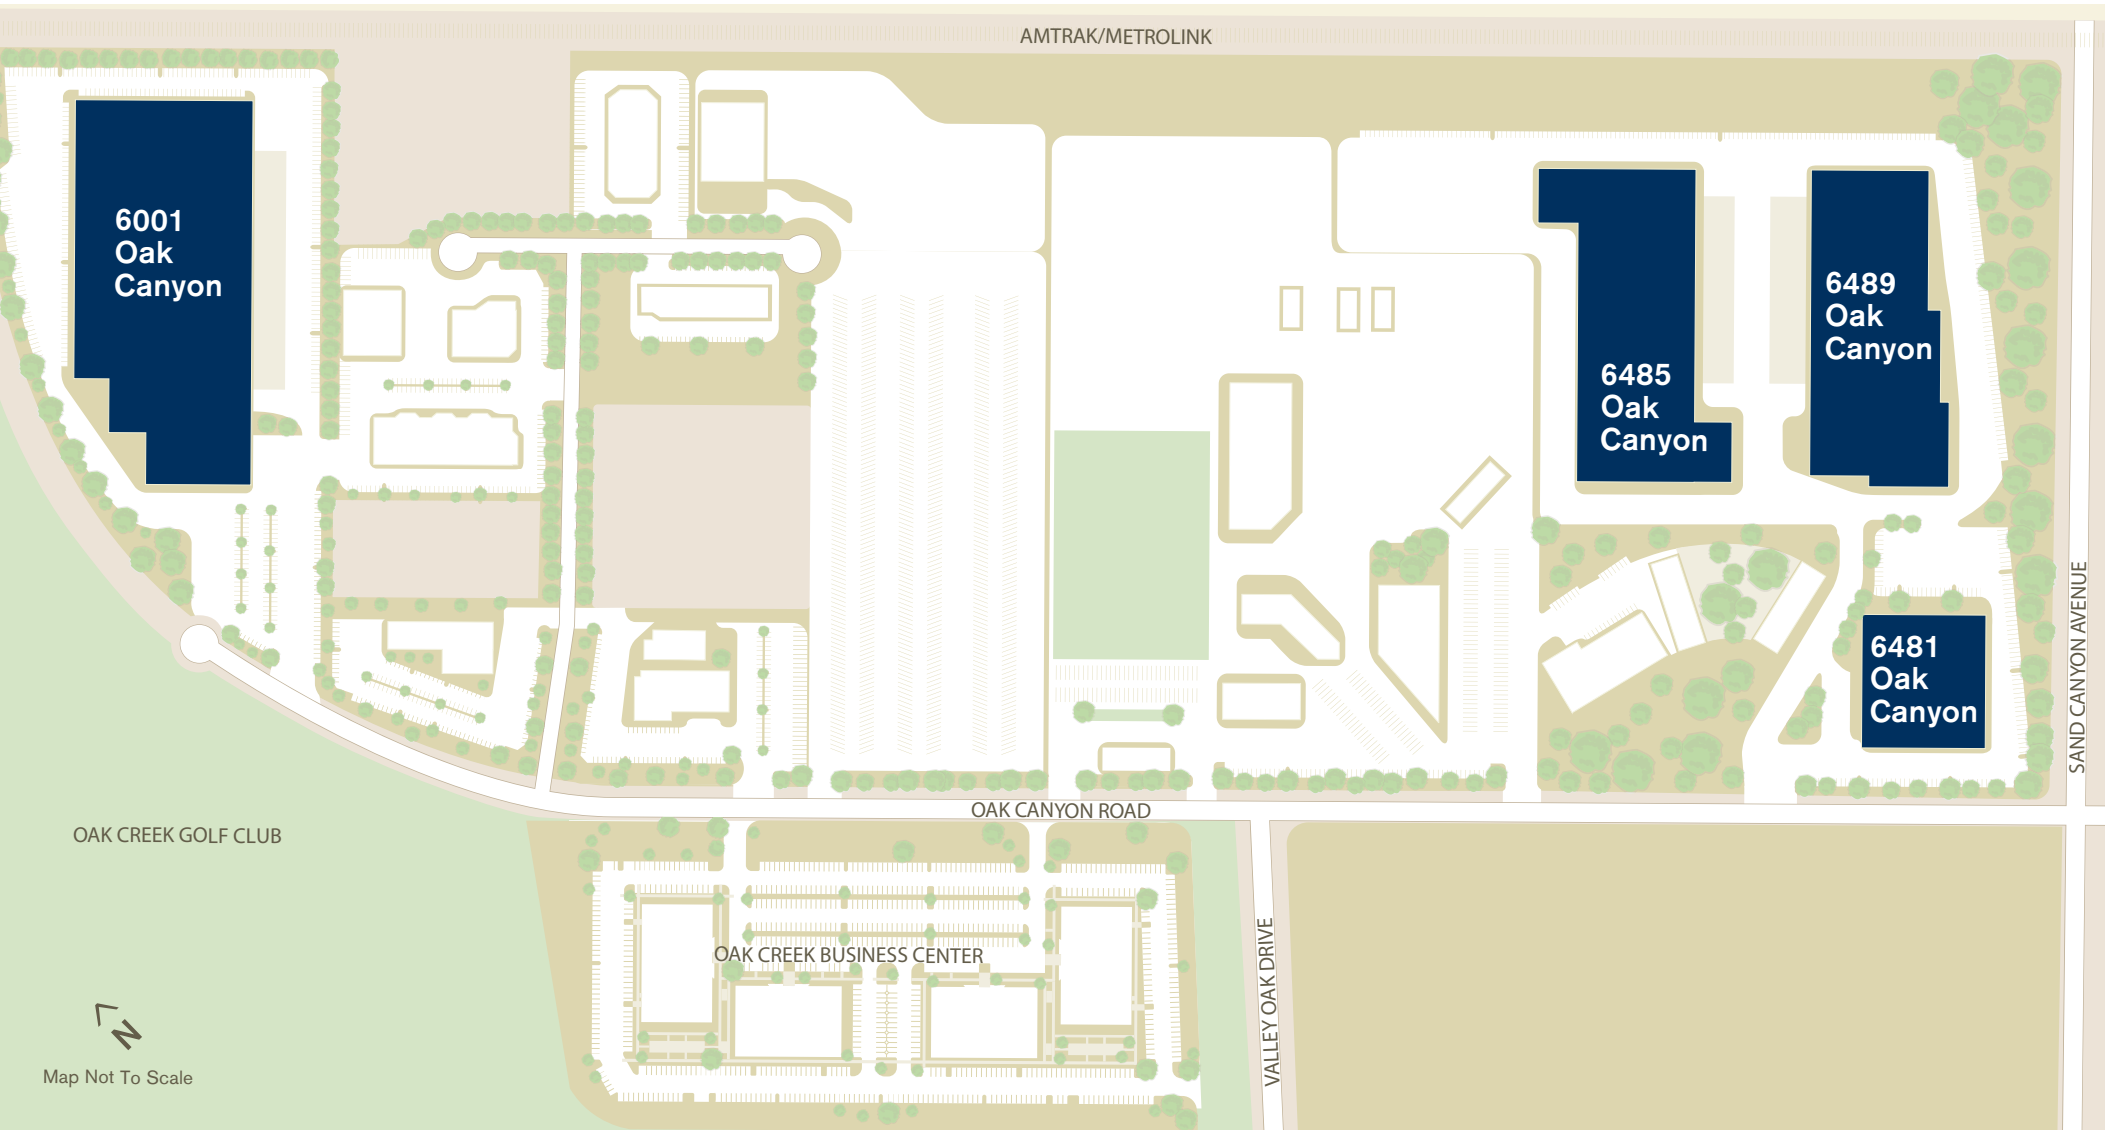 AMTRAK/METROLINK
6001
Oak
Canyon
6489
Oak
Canyon
6485
Oak
Canyon
6481
Oak
Canyon
SAND CANYON AVENUE
OAK CANYON ROAD
OAK CREEK GOLF CLUB
OAK CREEK BUSINESS CENTER
VALLEY OAK DRIVE
N
Map Not To Scale